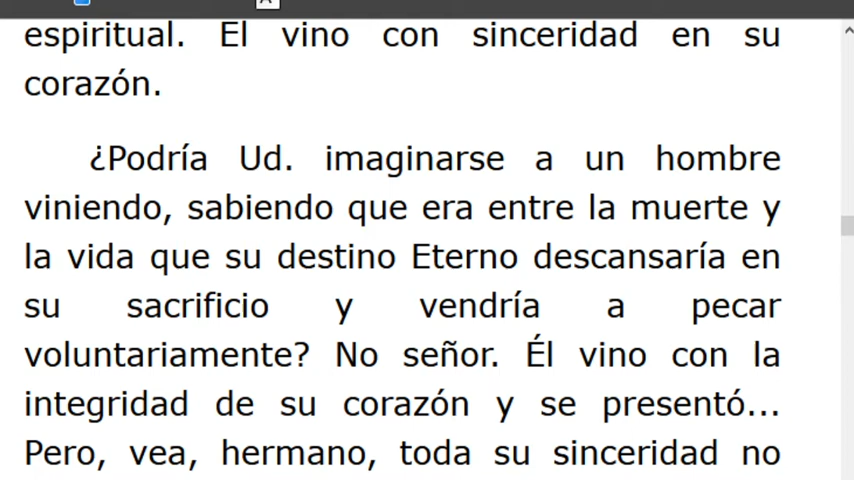 espiritual. El vino con sinceridad en su
corazón.
¿Podría Ud. imaginarse a un hombre
viniendo, sabiendo que era entre la muerte y
la vida que su destino Eterno descansaría en
su sacrificio y vendría a pecar
voluntariamente? No señor. Él vino con la
integridad de su corazón y se presentó...
Pero, vea, hermano, toda su sinceridad no